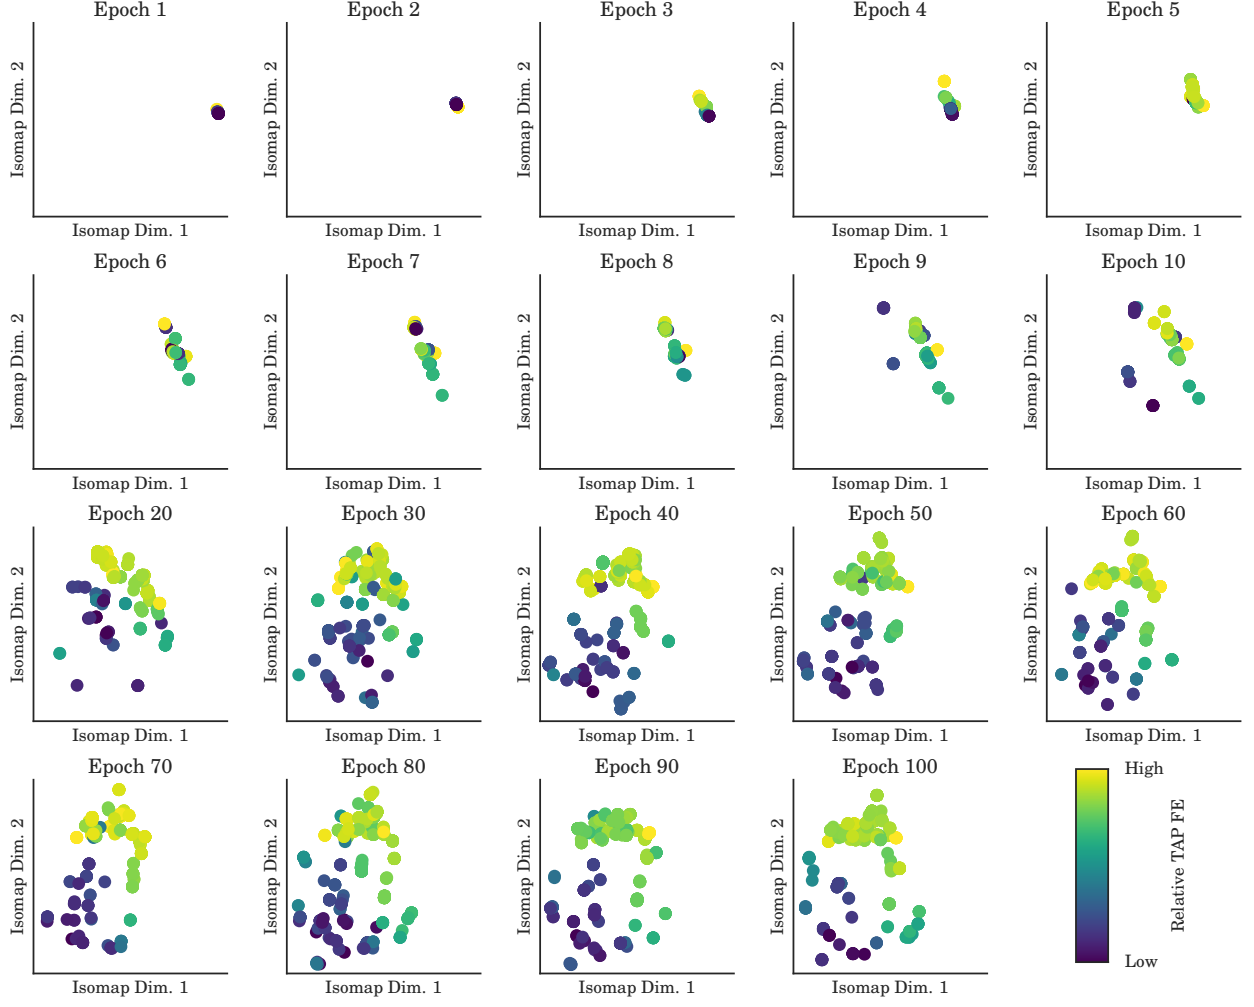 Epoch 1
Epoch 2
Epoch 3
Epoch 4
Epoch 5
Isomap Dim. 2
Isomap Dim. 2
Isomap Dim. 2
Isomap Dim. 2
Isomap Dim. 2
Isomap Dim. 1
Isomap Dim. 1
Isomap Dim. 1
Isomap Dim. 1
Isomap Dim. 1
Epoch 6
Epoch 7
Epoch 8
Epoch 9
Epoch 10
Isomap Dim. 2
Isomap Dim. 2
Isomap Dim. 2
Isomap Dim. 2
Isomap Dim. 2
Isomap Dim. 1
Isomap Dim. 1
Isomap Dim. 1
Isomap Dim. 1
Isomap Dim. 1
Epoch 20
Epoch 30
Epoch 40
Epoch 50
Epoch 60
Isomap Dim. 2
Isomap Dim. 2
Isomap Dim. 2
Isomap Dim. 2
Isomap Dim. 2
Isomap Dim. 1
Isomap Dim. 1
Isomap Dim. 1
Isomap Dim. 1
Isomap Dim. 1
Epoch 70
Epoch 80
Epoch 90
Epoch 100
Isomap Dim. 2
Isomap Dim. 2
Isomap Dim. 2
Isomap Dim. 2
Isomap Dim. 1
Isomap Dim. 1
Isomap Dim. 1
Isomap Dim. 1
High
Relative TAP FE
Low